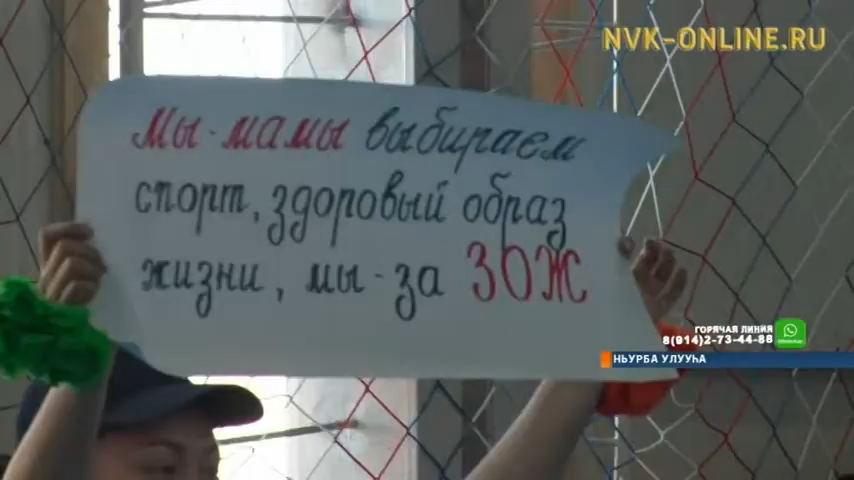 NVK-ONLINE.RU
Мы - мамы выбираем
спорт, здоровый образ
жизни, мы - за ЗОЖ
ГОРЯЧАЯ ЛИНИЯ
8(914)2-73-44-88
НЬУРБА УЛУУҺА